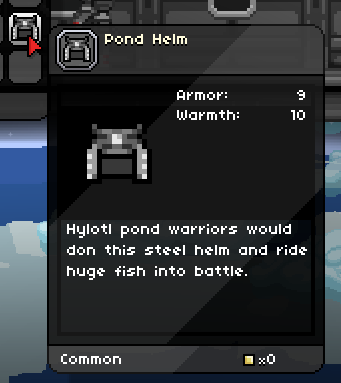 Pond Helm
Armor: 9
Warmth: 10
Hylotl pond warriors would
don this steel helm and ride
huge fish into battle.
Common x0